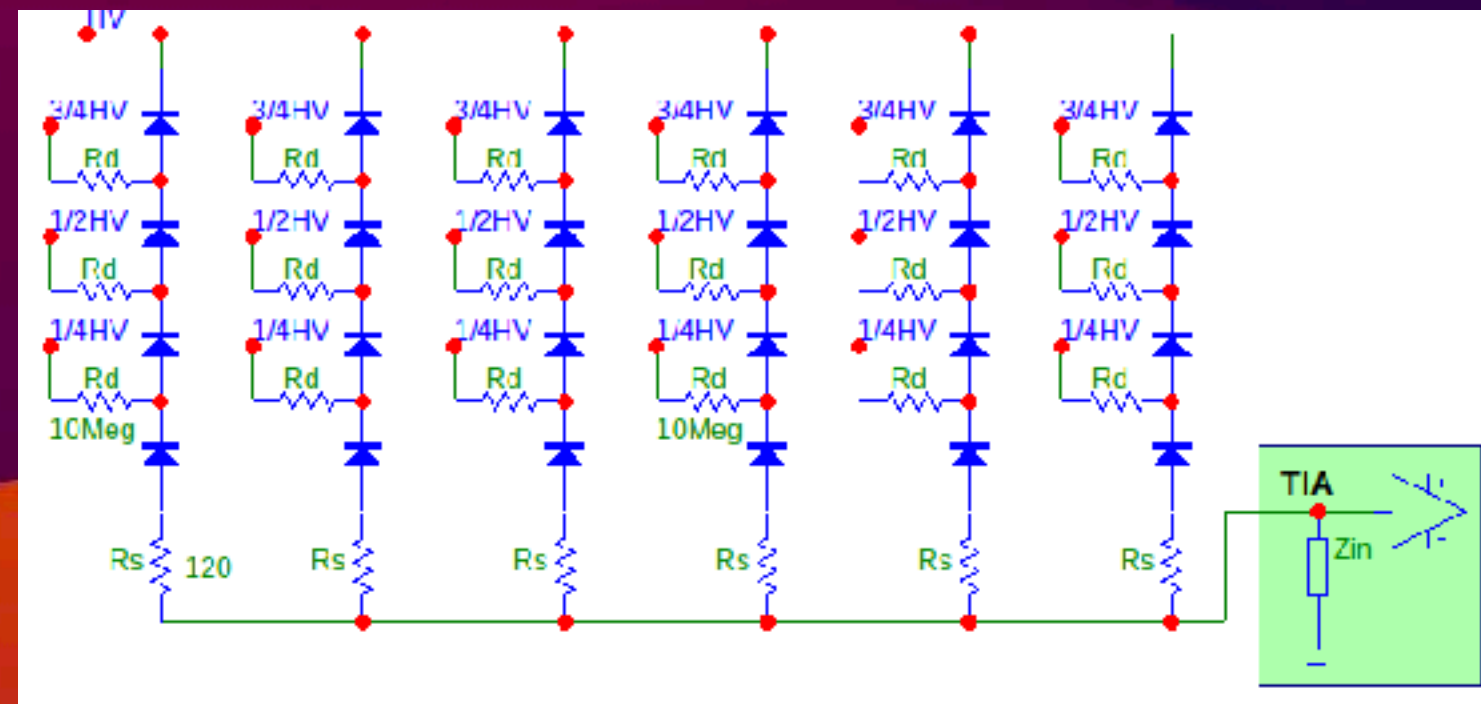 3/4HV 3/4HV 3/4HV 3/4HV 3/4HV 3/4HV
Rd Rd Rd Rd Rd Rd
1/2HV 1/2HV 1/2HV 1/2HV 1/2HV 1/2HV
Rd Rd Rd Rd Rd Rd
1/4HV 1/4HV 1/4HV 1/4HV 1/4HV 1/4HV
Rd Rd Rd Rd Rd Rd
10Meg 10Meg
TIA
Zin
Rs 120 Rs Rs Rs Rs Rs